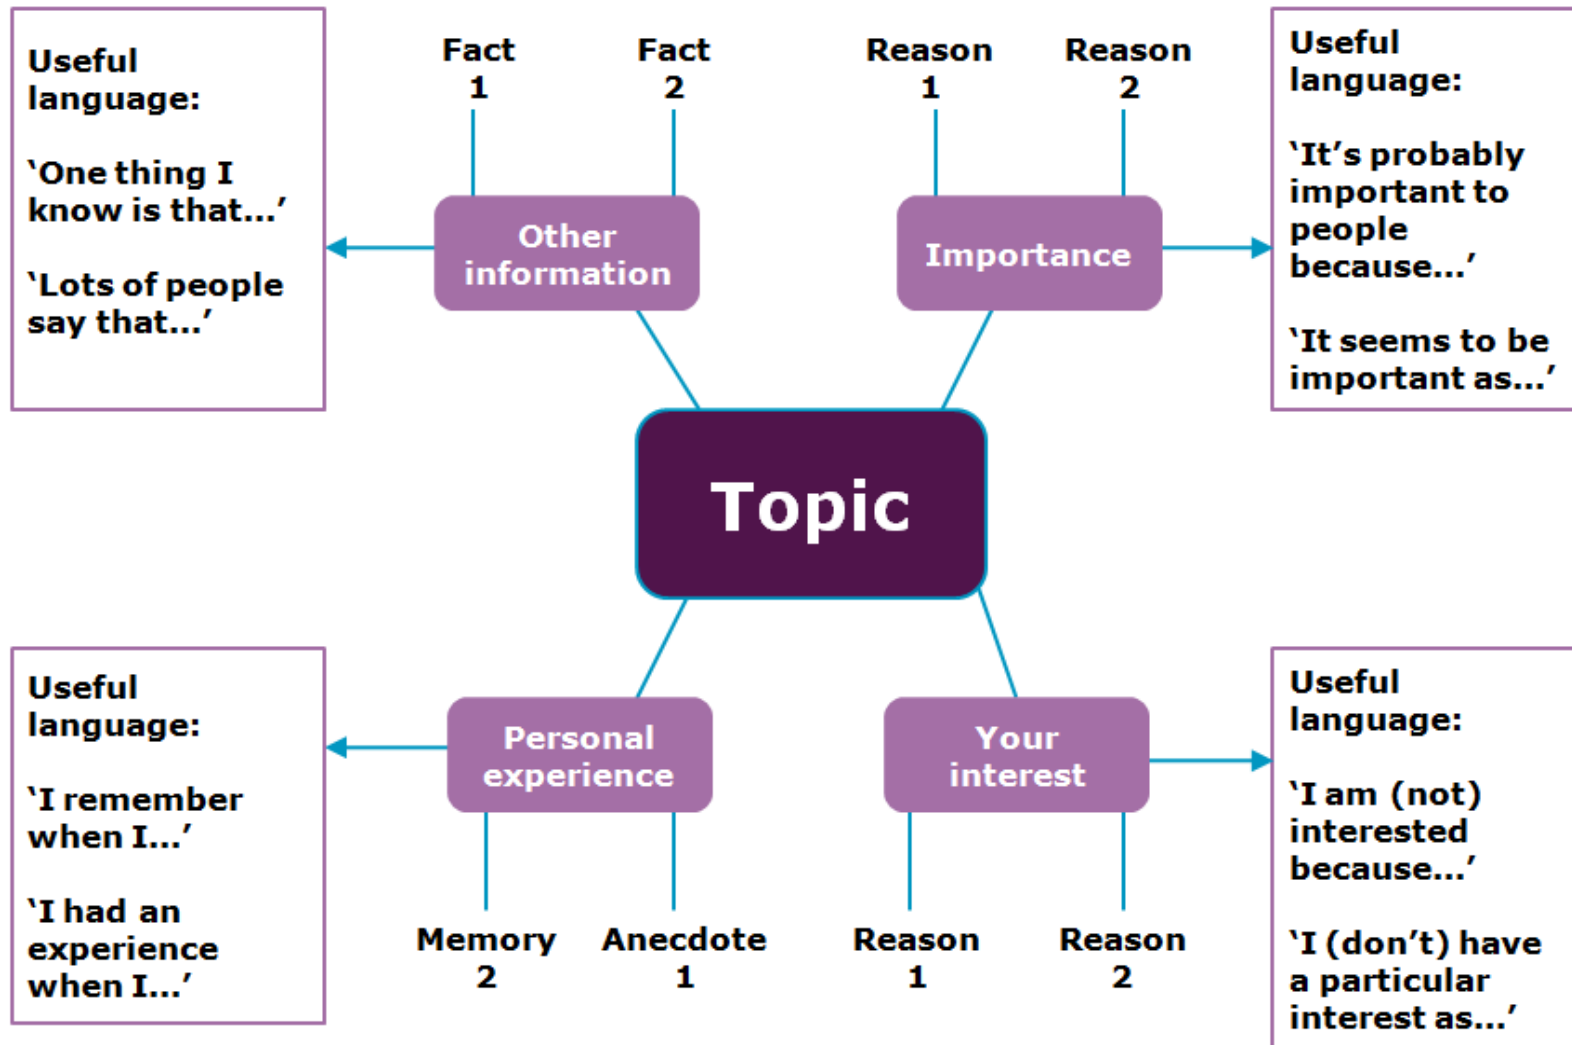 Useful
language:
‘One thing I
know is that...’
‘Lots of people
say that...’
Fact
1
Fact
2
Other
information
Reason
1
Reason
2
Importance
Useful
language:
‘It’s probably
important to
people
because...’
‘It seems to be
important as...’
Topic
Useful
language:
‘I remember
when I...’
‘I had an
experience
when I...’
Personal
experience
Memory
2
Anecdote
1
Your
interest
Reason
1
Reason
2
Useful
language:
‘I am (not)
interested
because...’
‘I (don’t) have
a particular
interest as...’